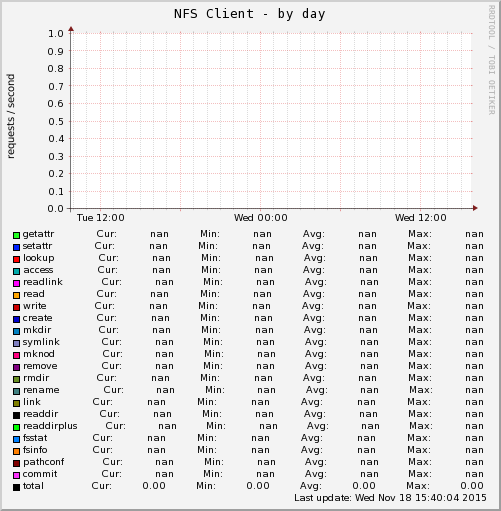 NFS Client - by day
RRDTOOL / TOBI OETIKER
requests / second
1.0
0.9
0.8
0.7
0.6
0.5
0.4
0.3
0.2
0.1
0.0
Tue 12:00 Wed 00:00 Wed 12:00
getattr Cur: nan Min: nan Avg: nan Max: nan
setattr Cur: nan Min: nan Avg: nan Max: nan
lookup Cur: nan Min: nan Avg: nan Max: nan
access Cur: nan Min: nan Avg: nan Max: nan
readlink Cur: nan Min: nan Avg: nan Max: nan
read Cur: nan Min: nan Avg: nan Max: nan
write Cur: nan Min: nan Avg: nan Max: nan
create Cur: nan Min: nan Avg: nan Max: nan
mkdir Cur: nan Min: nan Avg: nan Max: nan
symlink Cur: nan Min: nan Avg: nan Max: nan
mknod Cur: nan Min: nan Avg: nan Max: nan
remove Cur: nan Min: nan Avg: nan Max: nan
rmdir Cur: nan Min: nan Avg: nan Max: nan
rename Cur: nan Min: nan Avg: nan Max: nan
link Cur: nan Min: nan Avg: nan Max: nan
readdir Cur: nan Min: nan Avg: nan Max: nan
readdirplus Cur: nan Min: nan Avg: nan Max: nan
fsstat Cur: nan Min: nan Avg: nan Max: nan
fsinfo Cur: nan Min: nan Avg: nan Max: nan
pathconf Cur: nan Min: nan Avg: nan Max: nan
commit Cur: nan Min: nan Avg: nan Max: nan
total Cur: 0.00 Min: 0.00 Avg: 0.00 Max: 0.00
Last update: Wed Nov 18 15:40:04 2015